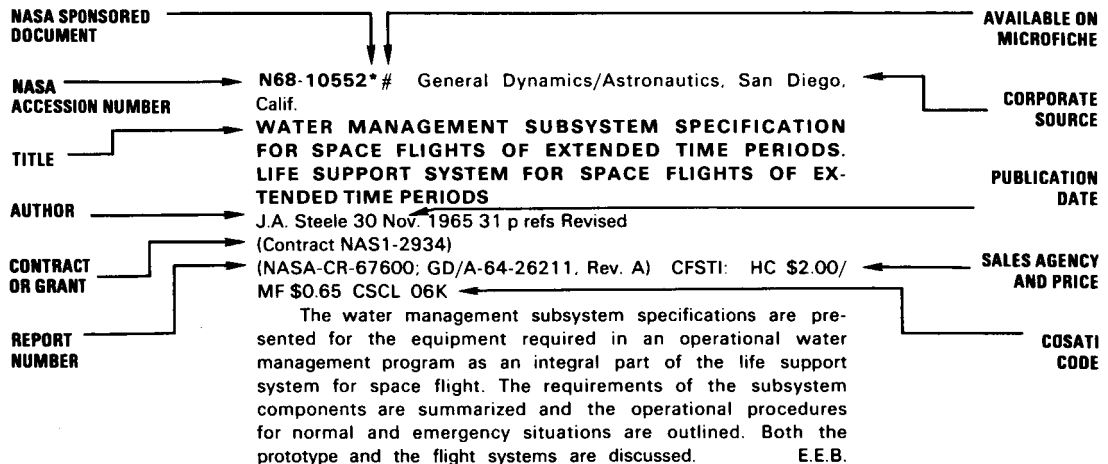 NASA SPONSORED
DOCUMENT
AVAILABLE ON
MICROFICHE
NASA
ACCESSION NUMBER
N68-10552*# General Dynamics/Astronautics, San Diego,
Calif.
CORPORATE
SOURCE
TITLE
WATER MANAGEMENT SUBSYSTEM SPECIFICATION
FOR SPACE FLIGHTS OF EXTENDED TIME PERIODS.
LIFE SUPPORT SYSTEM FOR SPACE FLIGHTS OF EX-
TENDED TIME PERIODS
PUBLICATION
DATE
AUTHOR
J.A. Steele 30 Nov. 1965 31 p refs Revised
CONTRACT
OR GRANT
(Contract NAS1-2934)
(NASA-CR-67600; GD/A-64-26211, Rev. A) CFSTI: HC $2.00/
MF $0.65 CSCL 06K
SALES AGENCY
AND PRICE
REPORT
NUMBER
COSATI
CODE
The water management subsystem specifications are pre-
sented for the equipment required in an operational water
management program as an integral part of the life support
system for space flight. The requirements of the subsystem
components are summarized and the operational procedures
for normal and emergency situations are outlined. Both the
prototype and the flight systems are discussed. E.E.B.